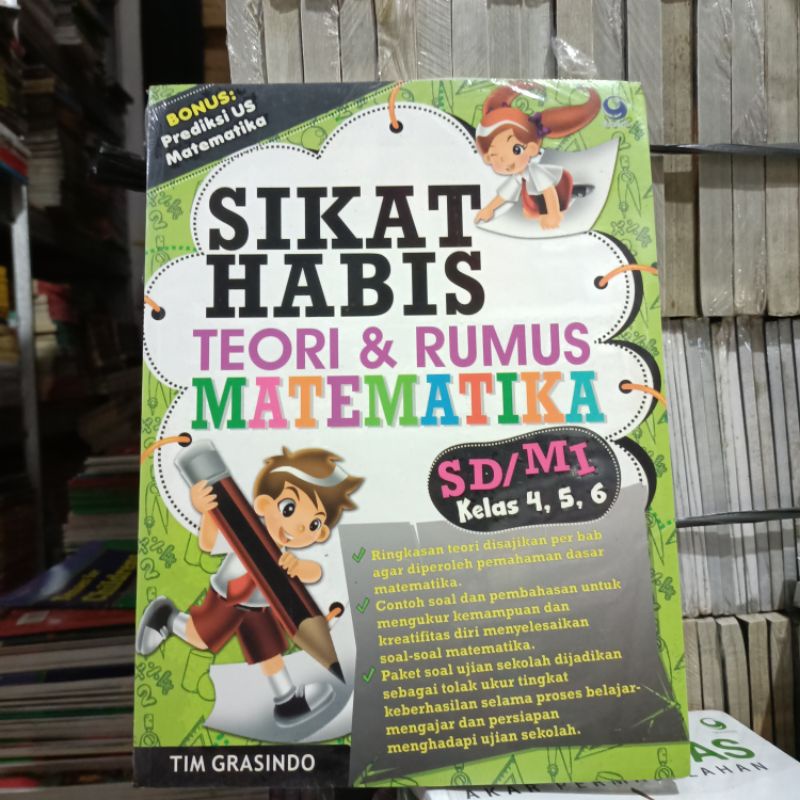 BONUS:
Prediksi US
Matematika
SIKAT
HABIS
TEORI & RUMUS
MATEMATIKA
SD/MI
Kelas 4, 5, 6
Ringkasan teori disajikan per bab
agar diperoleh pemahaman dasar
matematika.
Contoh soal dan pembahasan untuk
mengukur kemampuan dan
kreatifitas diri menyelesaikan
soal-soal matematika.
Paket soal ujian sekolah dijadikan
sebagai tolak ukur tingkat
keberhasilan selama proses belajar-
mengajar dan persiapan
menghadapi ujian sekolah.
TIM GRASINDO
AKAR